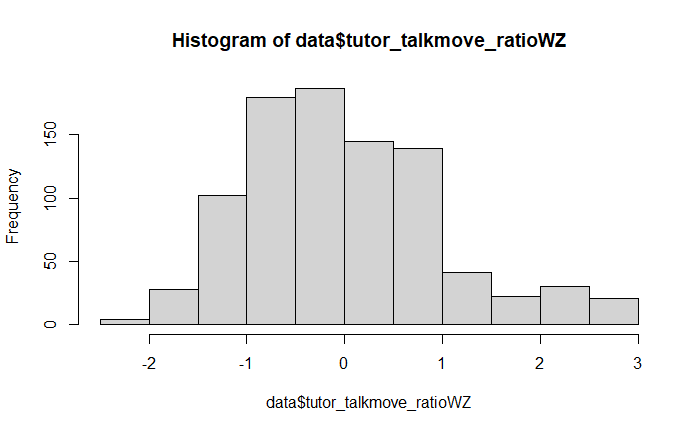 Histogram of data$tutor_talkmove_ratioWZ
Frequency
150
100
50
0
-2 -1 0 1 2 3
data$tutor_talkmove_ratioWZ